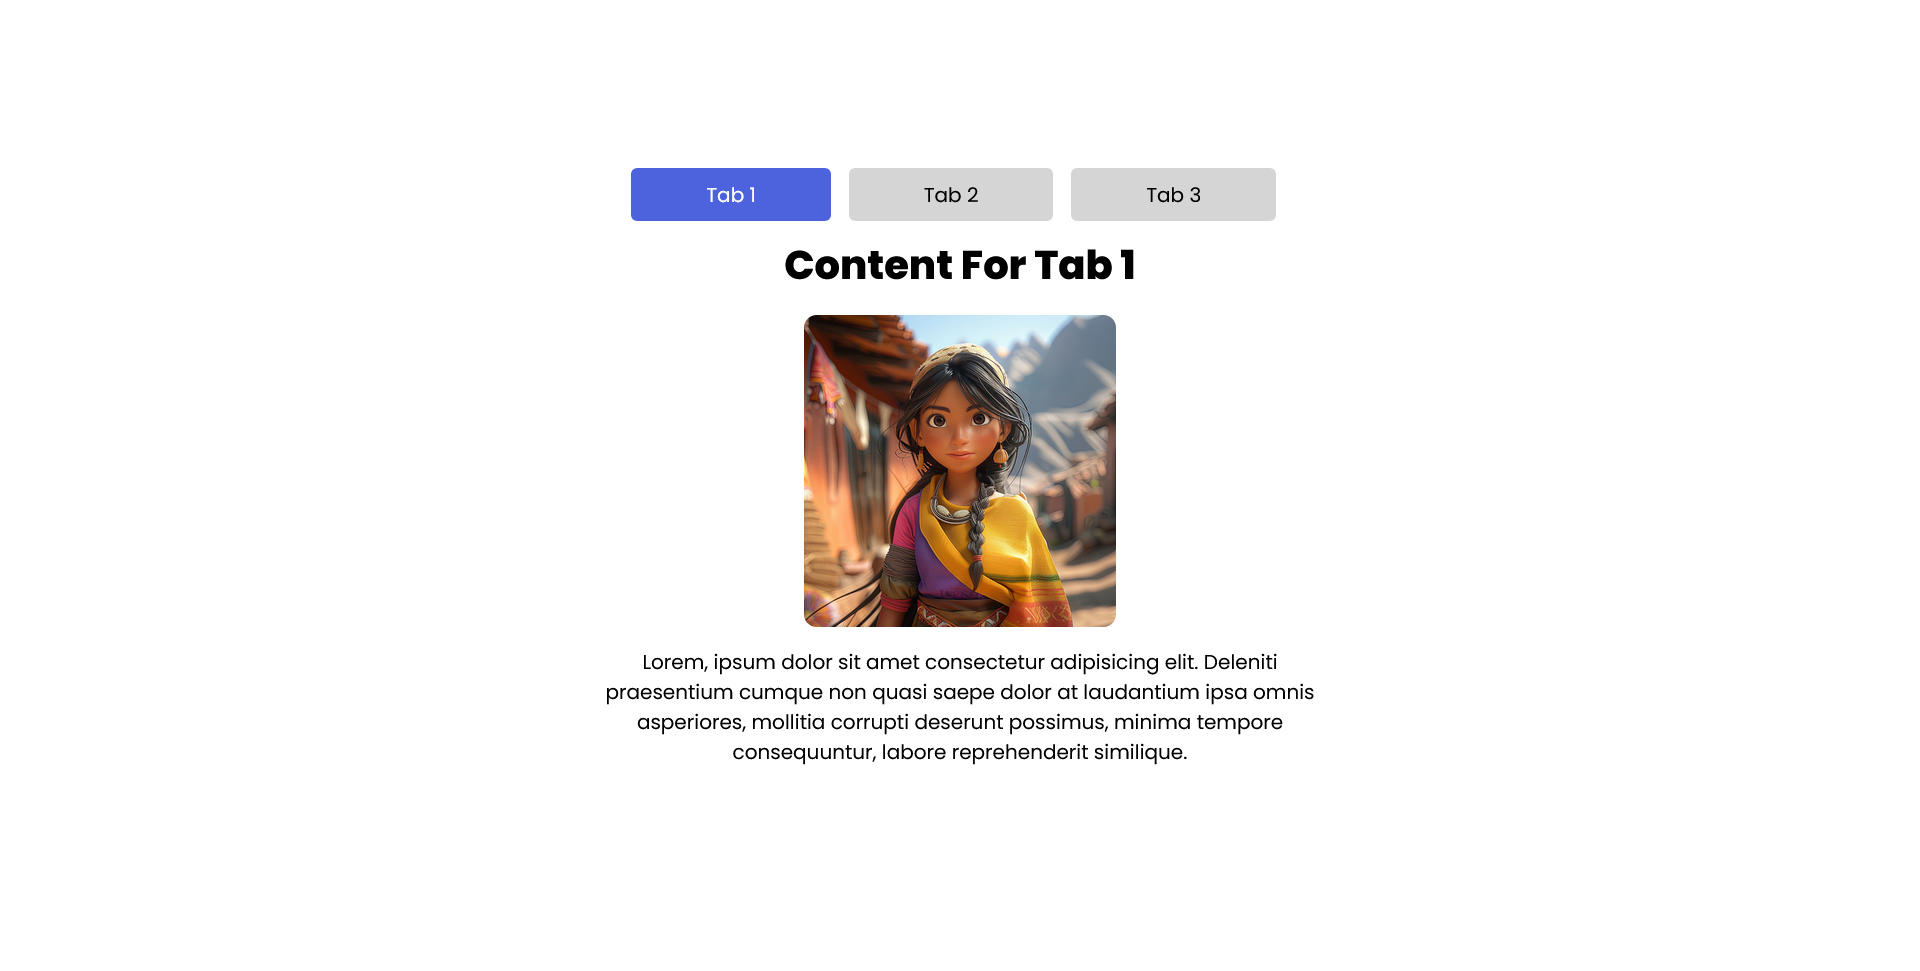 Tab 1
Tab 2
Tab 3
Content For Tab 1
Lorem, ipsum dolor sit amet consectetur adipisicing elit. Deleniti
praesentium cumque non quasi saepe dolor at laudantium ipsa omnis
asperiores, mollitia corrupti deserunt possimus, minima tempore
consequuntur, labore reprehenderit similique.